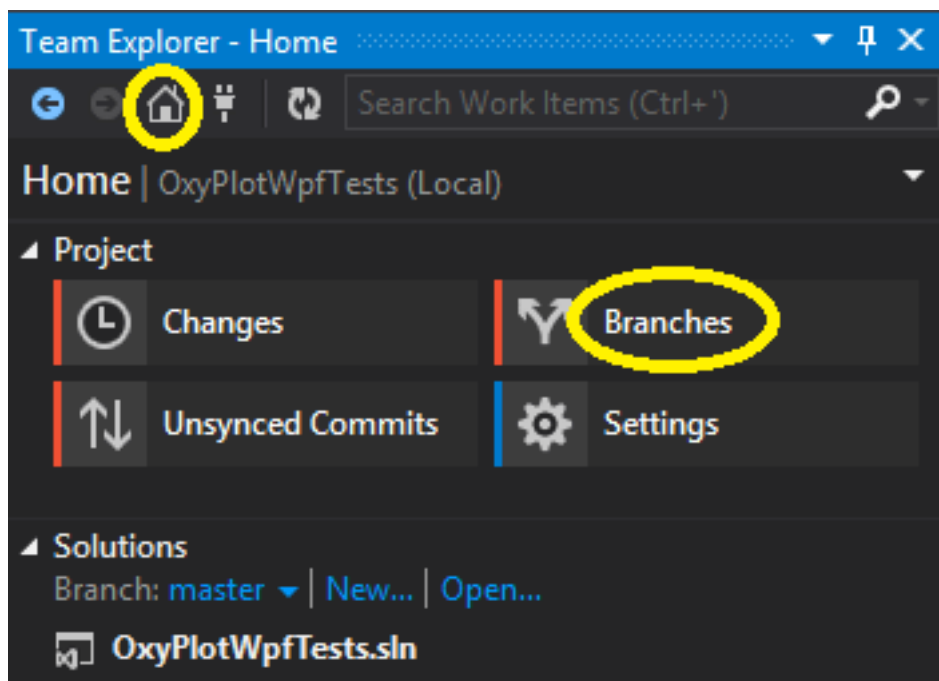 Team Explorer - Home
Search Work Items (Ctrl+')
Home | OxyPlotWpfTests (Local)
Project
Changes
Branches
Unsynced Commits
Settings
Solutions
Branch: master | New... | Open...
OxyPlotWpfTests.sln